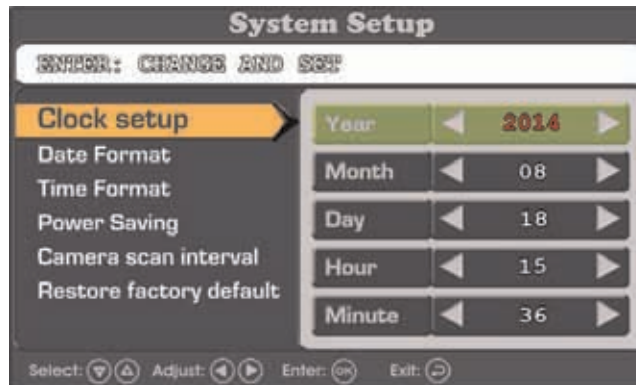 System Setup
ENTER: CHANGE AND SET
Clock setup
Date Format
Time Format
Power Saving
Camera scan interval
Restore factory default
Year 2014
Month 08
Day 18
Hour 15
Minute 36
Select: Adjust: Enter: OK Exit: